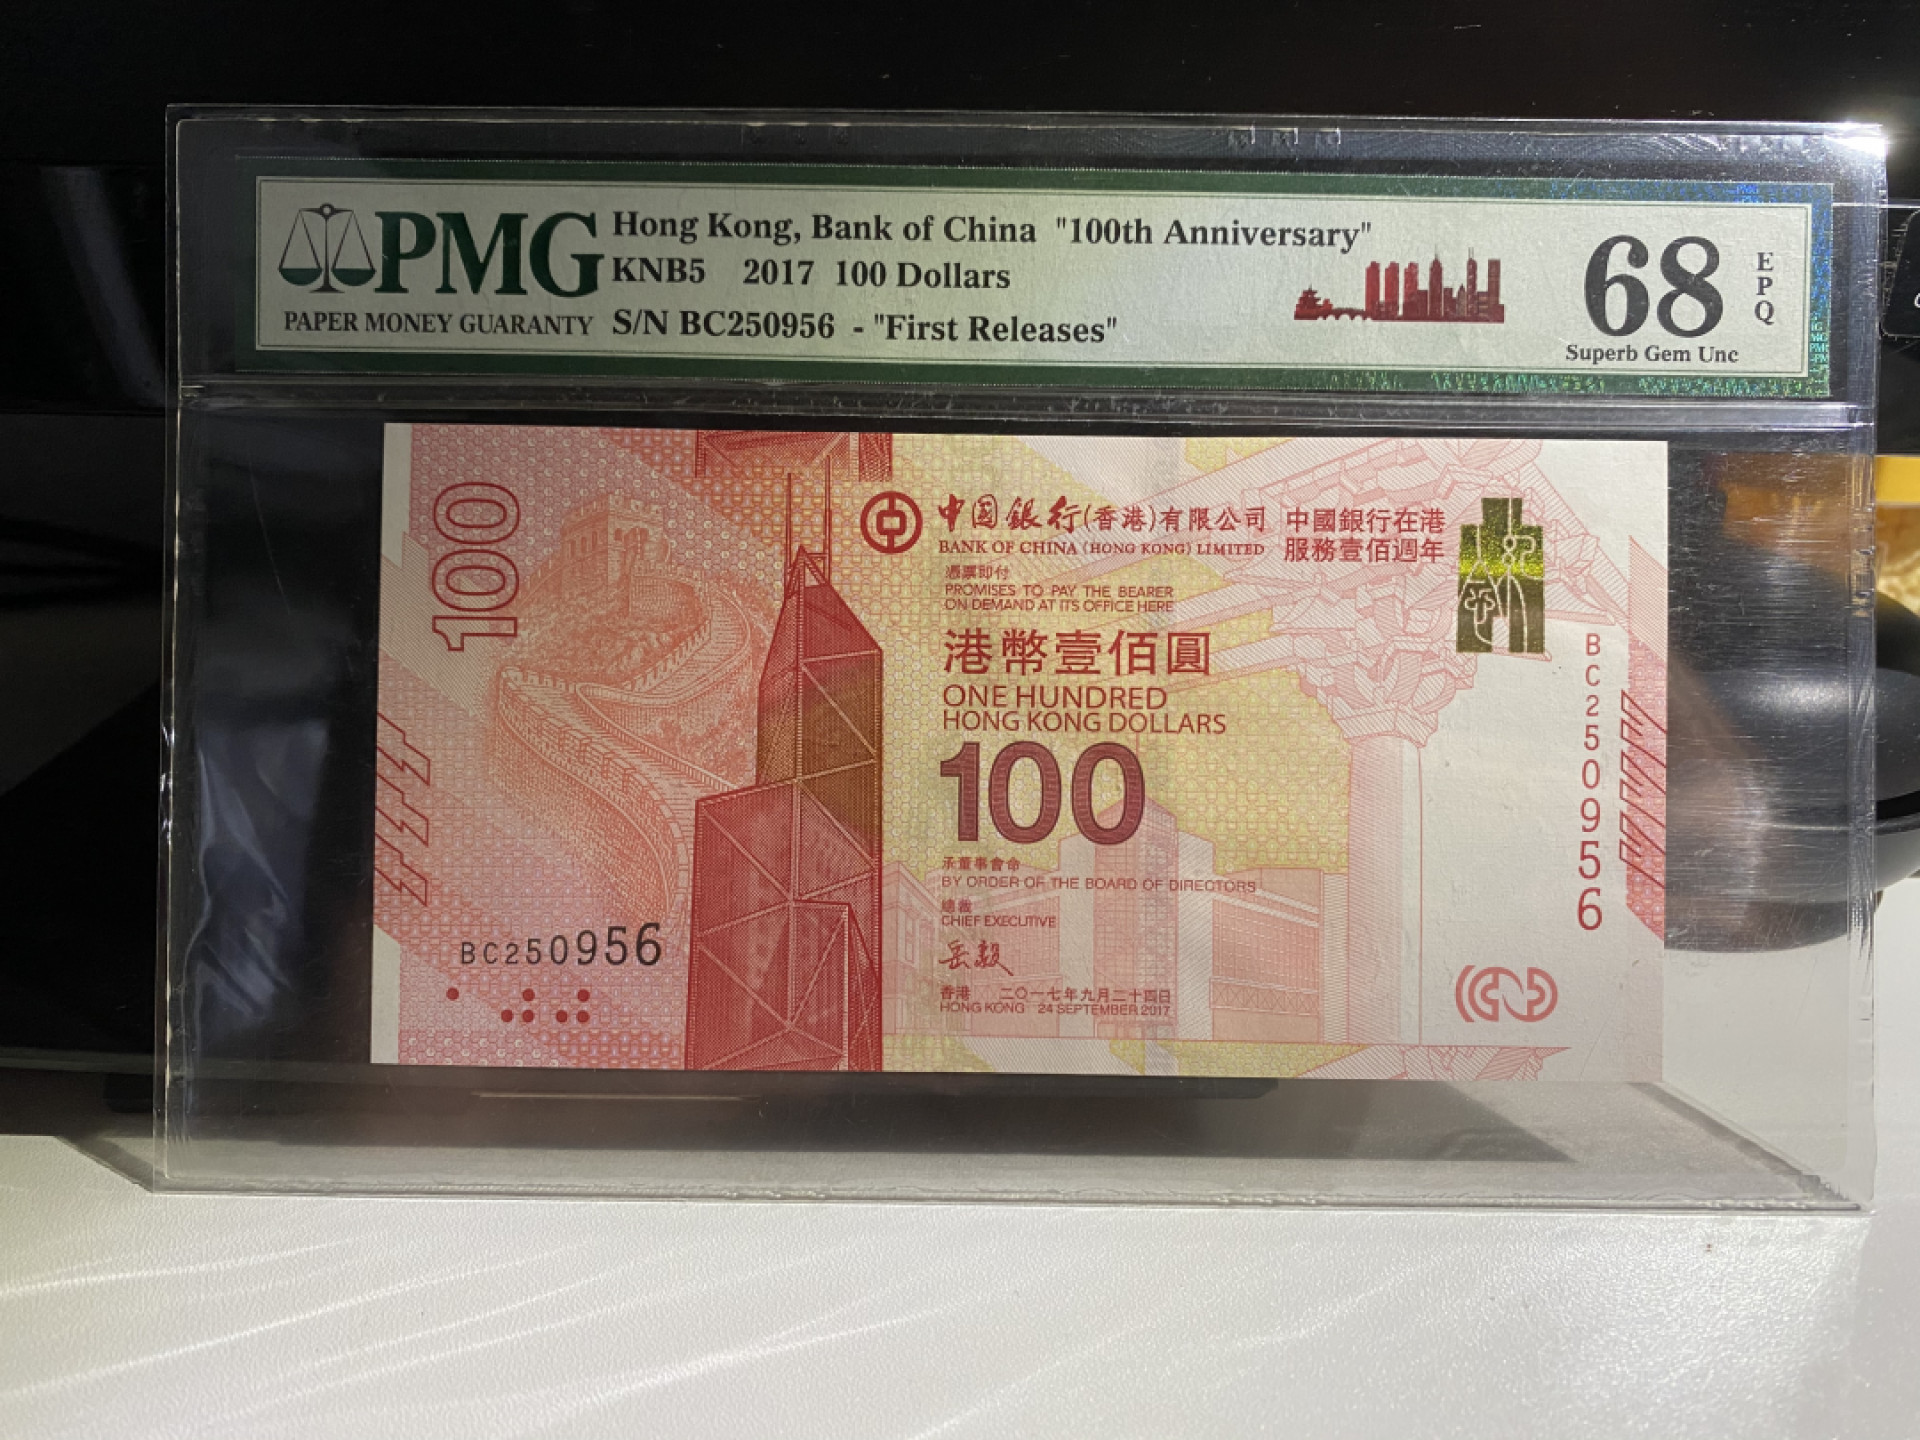 PMG
PAPER MONEY GUARANTY
Hong Kong, Bank of China "100th Anniversary"
KNB5 2017 100 Dollars
S/N BC250956 - "First Releases"
68
EPQ
Superb Gem Unc
100
中国銀行(香港)有限公司
BANK OF CHINA (HONG KONG) LIMITED
中國銀行在港
服務壹佰週年
憑票即付
PROMISES TO PAY THE BEARER
ON DEMAND AT ITS OFFICE HERE
港幣壹佰圓
ONE HUNDRED
HONG KONG DOLLARS
100
承董事會命
BY ORDER OF THE BOARD OF DIRECTORS
總裁
CHIEF EXECUTIVE
岳毅
香港 二〇一七年九月二十四日
HONG KONG 24 SEPTEMBER 2017
BC250956
BC250956